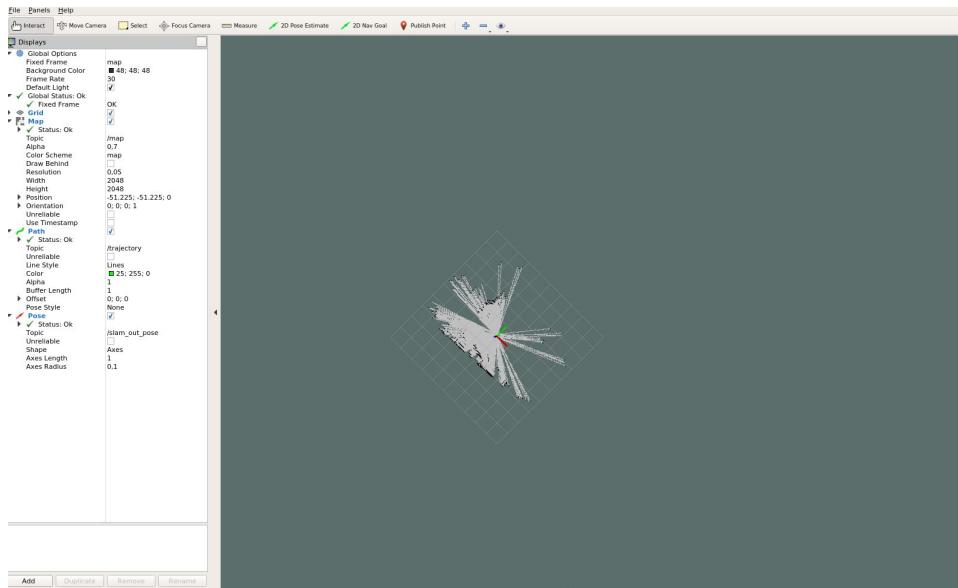 File Panels Help
Interact Move Camera Select Focus Camera Measure 2D Pose Estimate 2D Nav Goal Publish Point
Displays
Global Options
Fixed Frame map
Background Color 48; 48; 48
Frame Rate 30
Default Light
Global Status: Ok
Fixed Frame OK
Grid
Map
Status: Ok
Topic /map
Alpha 0,7
Color Scheme map
Draw Behind
Resolution 0,05
Width 2048
Height 2048
Position -51.225; -51.225; 0
Orientation 0; 0; 0; 1
Unreliable
Use Timestamp
Path
Status: Ok
Topic /trajectory
Unreliable
Line Style Lines
Color 25; 255; 0
Alpha 1
Buffer Length 1
Offset 0; 0; 0
Pose Style None
Pose
Status: Ok
Topic /slam_out_pose
Unreliable
Shape Axes
Axes Length 1
Axes Radius 0,1
Add Duplicate Remove Rename